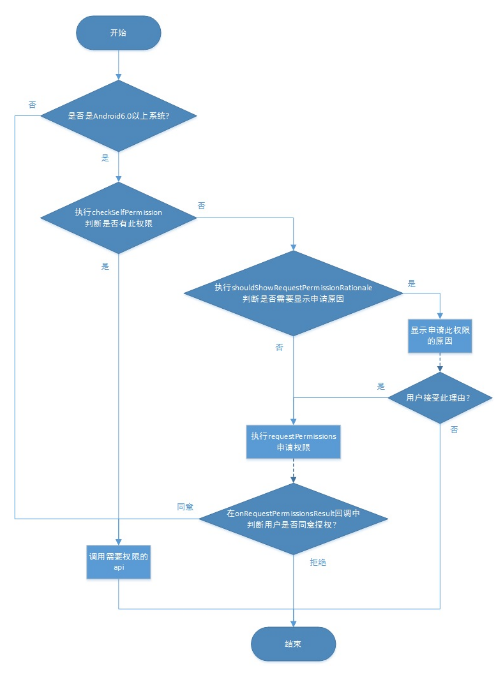 开始
否
是否是Android6.0以上系统?
是
执行checkSelfPermission
判断是否有此权限
否
是
执行shouldShowRequestPermissionRationale
判断是否需要显示申请原因
是
显示申请此权限
的原因
否
是
用户接受此理由?
否
执行requestPermissions
申请权限
同意
在onRequestPermissionsResult回调中
判断用户是否同意授权?
调用需要权限的
api
拒绝
结束